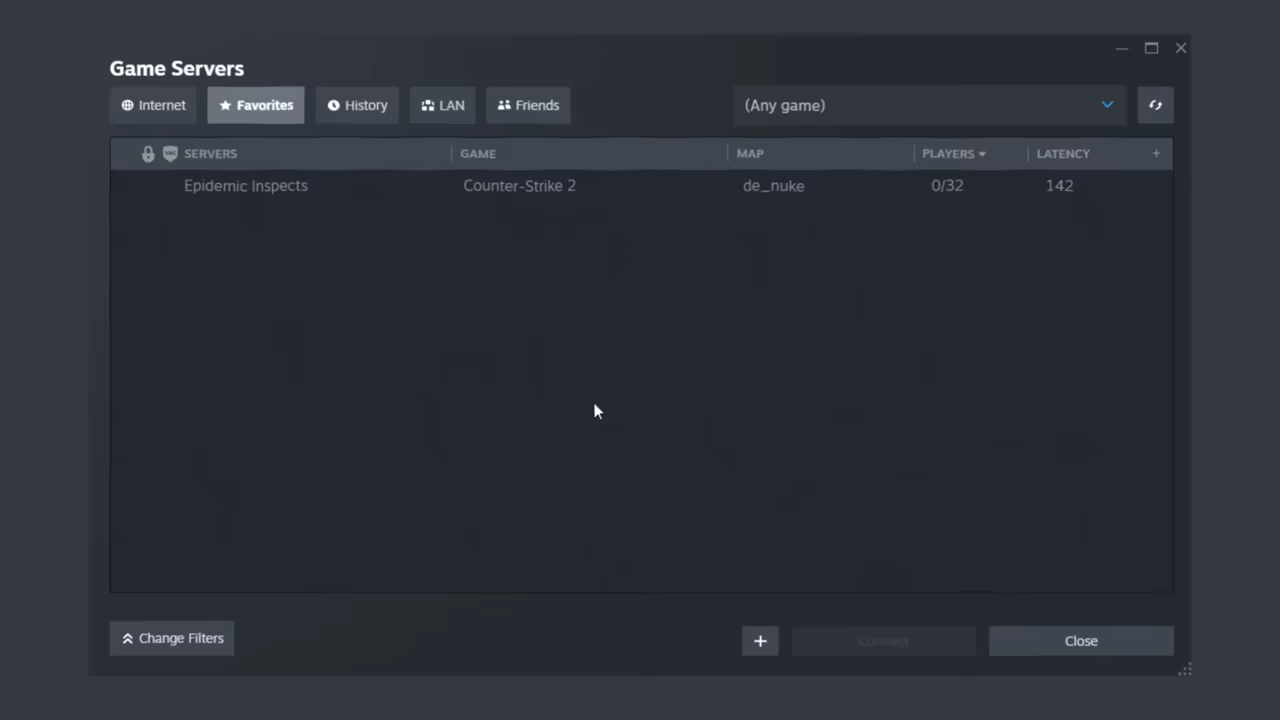 Game Servers
Internet Favorites History LAN Friends (Any game)
SERVERS GAME MAP PLAYERS LATENCY +
Epidemic Inspects Counter-Strike 2 de_nuke 0/32 142
Change Filters + Connect Close